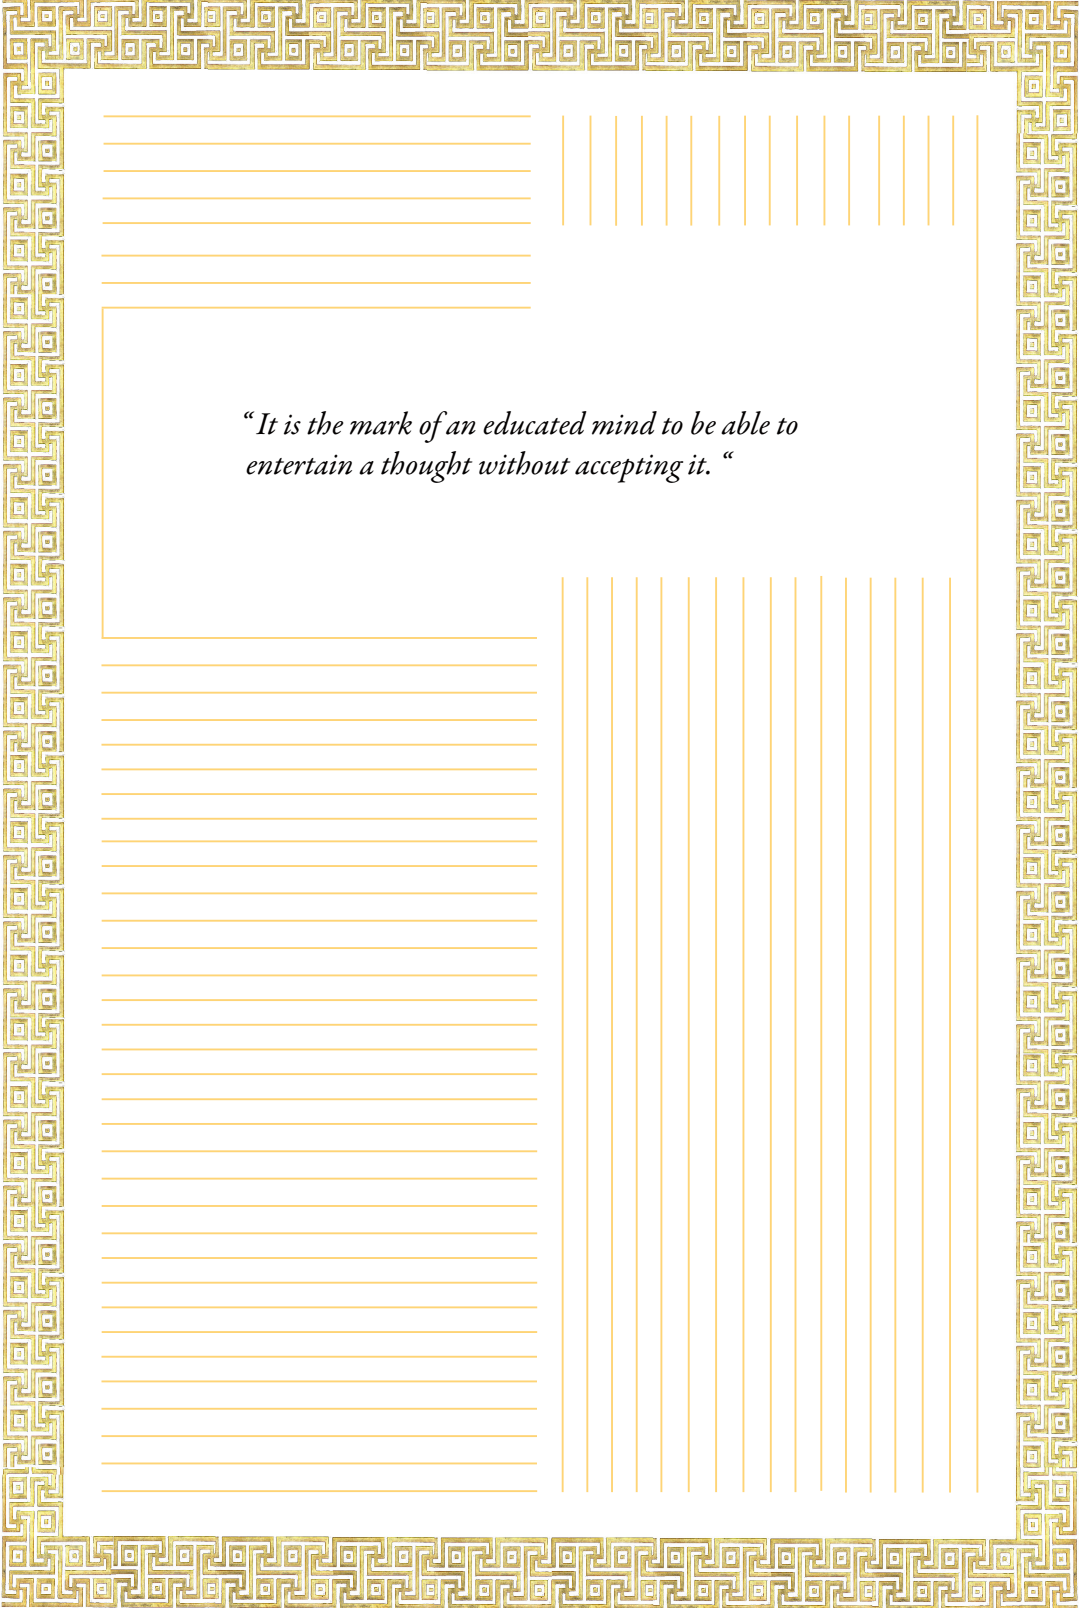 “ It is the mark of an educated mind to be able to
entertain a thought without accepting it. “